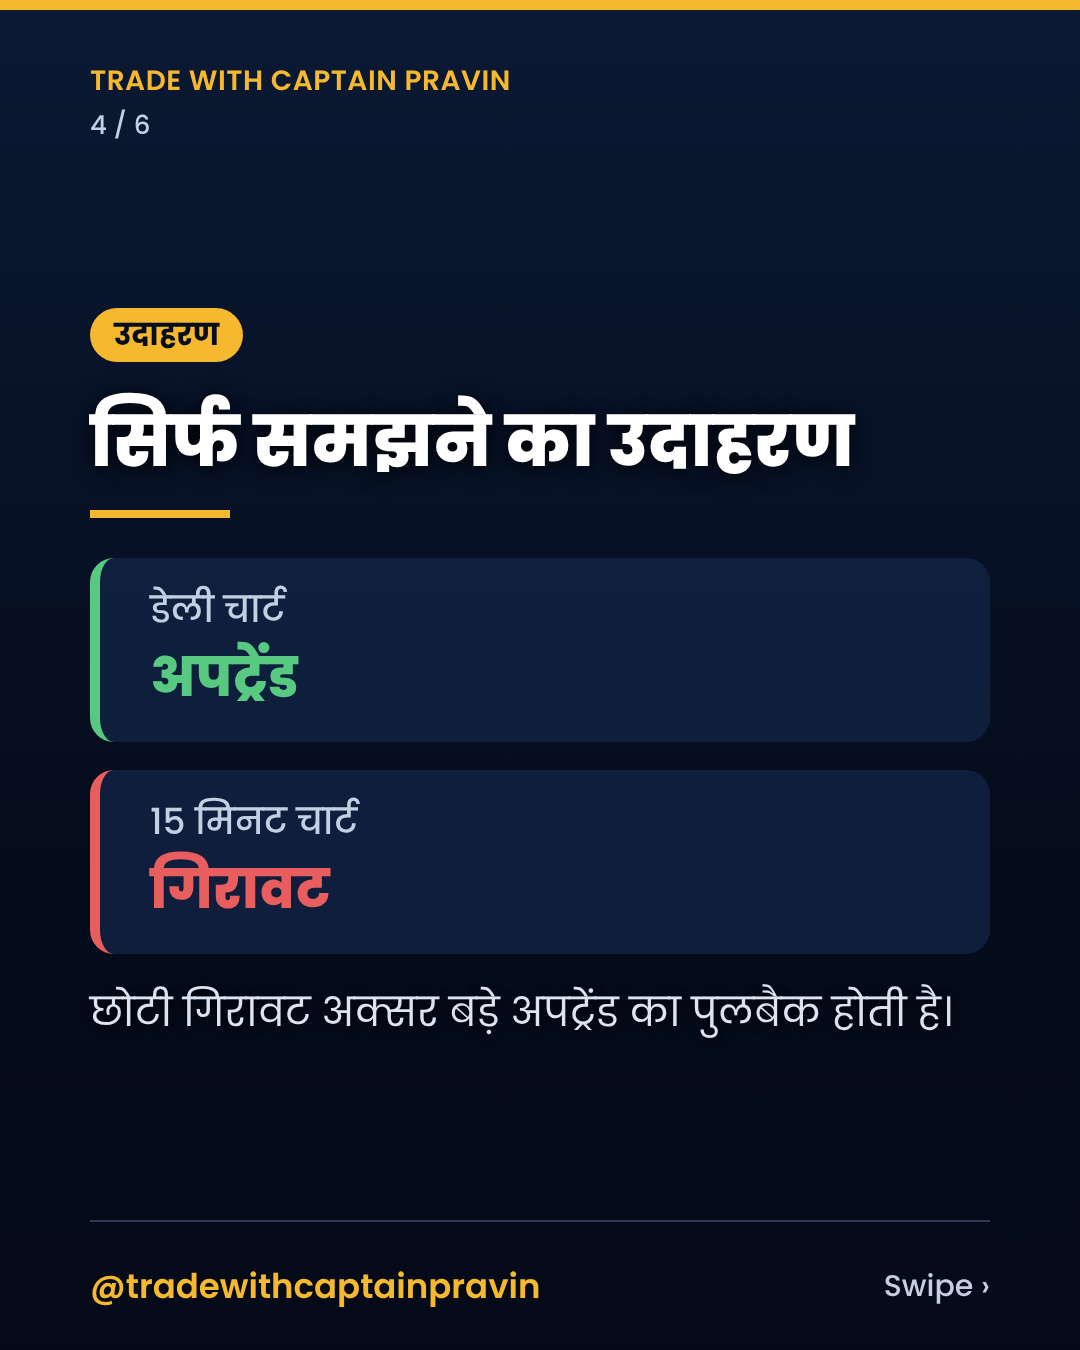 TRADE WITH CAPTAIN PRAVIN
4 / 6
उदाहरण
सिर्फ समझने का उदाहरण
डेली चार्ट
अपट्रेंड
15 मिनट चार्ट
गिरावट
छोटी गिरावट अक्सर बड़े अपट्रेंड का पुलबैक होती है।
@tradewithcaptainpravin
Swipe ›